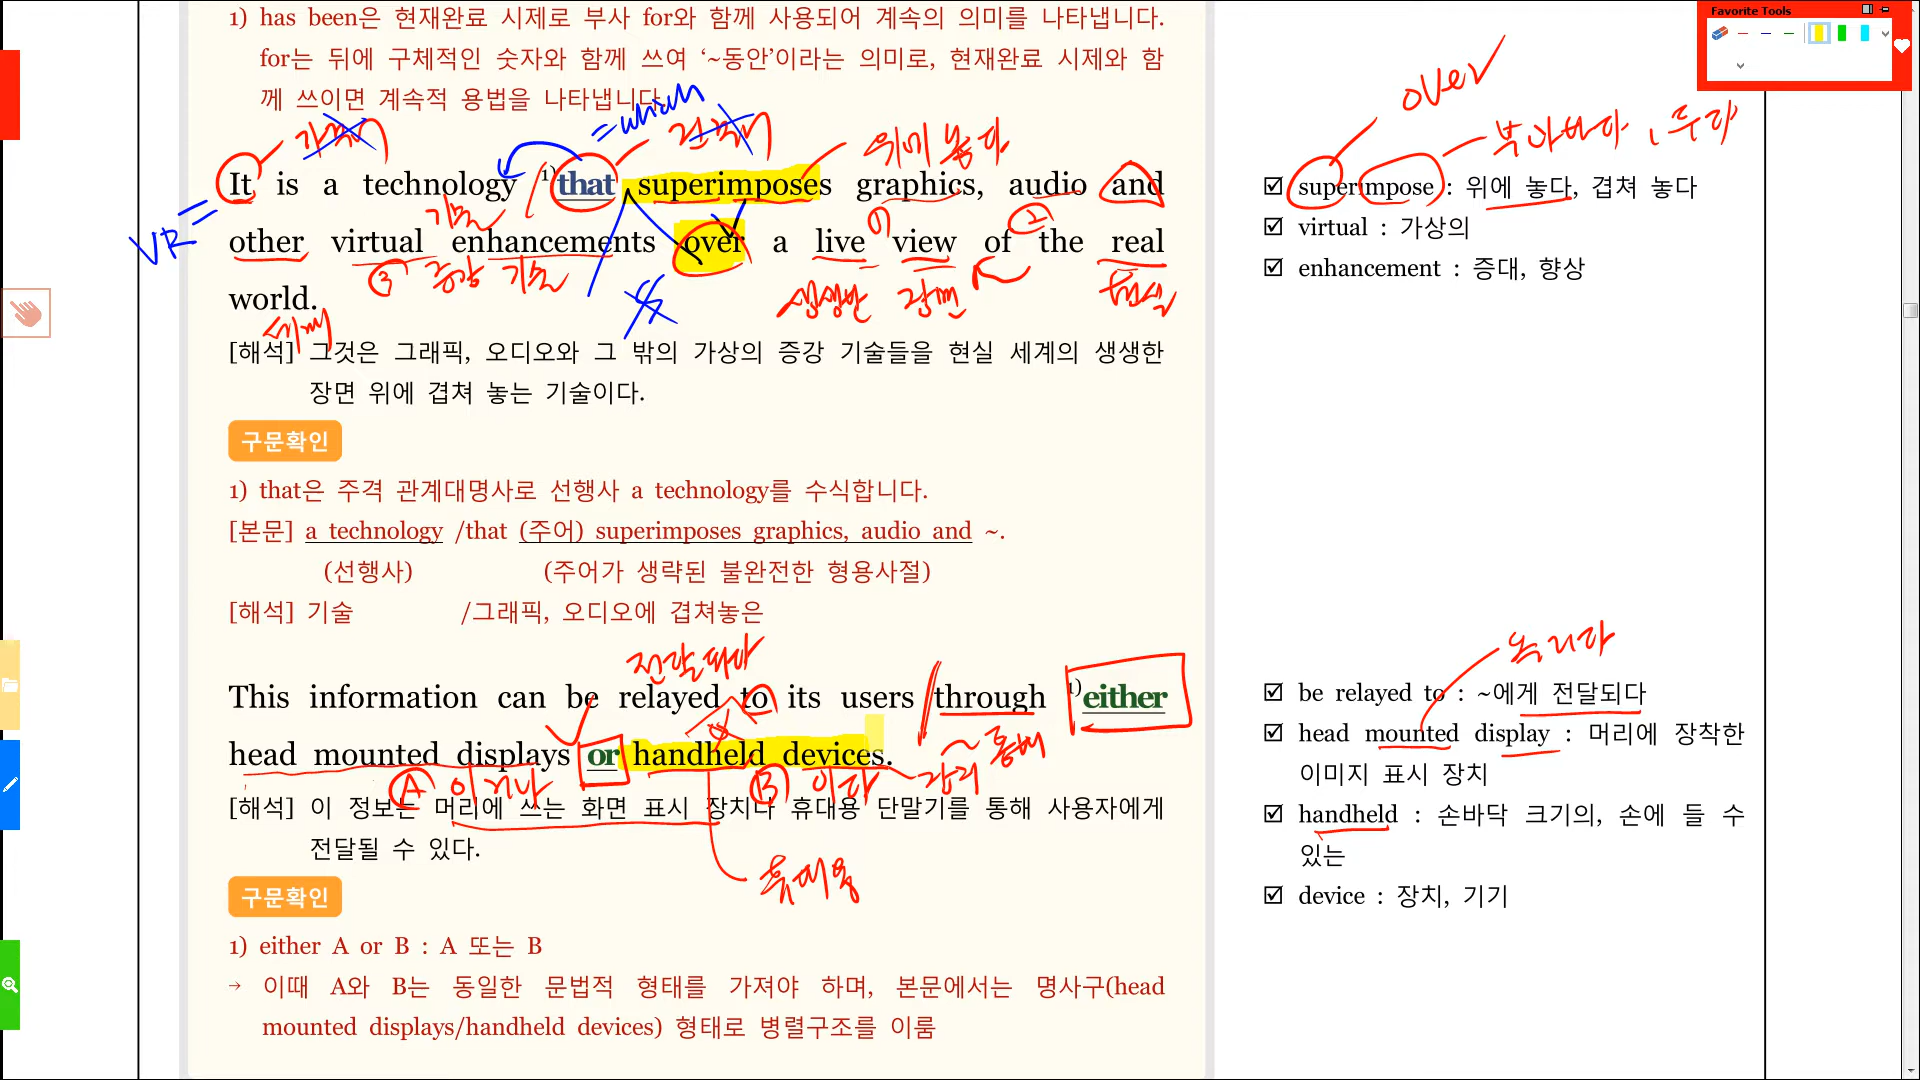 1) has been은 현재완료 시제로 부사 for와 함께 사용되어 계속의 의미를 나타냅니다.
for는 뒤에 구체적인 숫자와 함께 쓰여 ‘~동안’이라는 의미로, 현재완료 시제와 함
께 쓰이면 계속적 용법을 나타냅니다.
=which
위에 놓다
It is a technology 1)that superimposes graphics, audio and
기술
②
VR =
other virtual enhancements over a live view of the real
①
③ 증강 기술
생생한 장면 현실
world.
세계
[해석] 그것은 그래픽, 오디오와 그 밖의 가상의 증강 기술들을 현실 세계의 생생한
장면 위에 겹쳐 놓는 기술이다.
구문확인
1) that은 주격 관계대명사로 선행사 a technology를 수식합니다.
[본문] a technology /that (주어) superimposes graphics, audio and ~.
(선행사) (주어가 생략된 불완전한 형용사절)
[해석] 기술 /그래픽, 오디오에 겹쳐놓은
전달되다
This information can be relayed to its users through 1)either
head mounted displays or handheld devices.
~ 통해
Ⓐ 이거나 Ⓑ 이다
[해석] 이 정보는 머리에 쓰는 화면 표시 장치나 휴대용 단말기를 통해 사용자에게
전달될 수 있다.
휴대용
구문확인
1) either A or B : A 또는 B
→ 이때 A와 B는 동일한 문법적 형태를 가져야 하며, 본문에서는 명사구(head
mounted displays/handheld devices) 형태로 병렬구조를 이룸
Favorite Tools
over
부과하다, 두다
☑ superimpose : 위에 놓다, 겹쳐 놓다
☑ virtual : 가상의
☑ enhancement : 증대, 향상
☑ be relayed to : ~에게 전달되다
☑ head mounted display : 머리에 장착한
이미지 표시 장치
☑ handheld : 손바닥 크기의, 손에 들 수
있는
☑ device : 장치, 기기